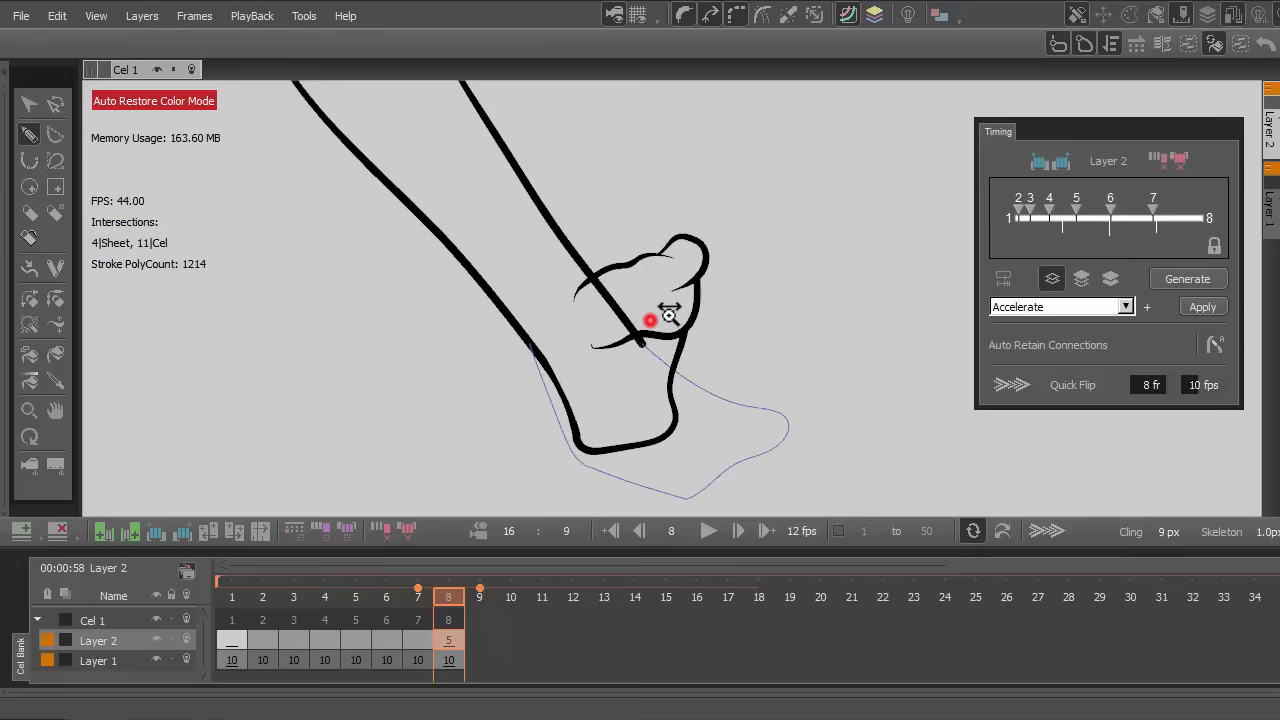 File Edit View Layers Frames PlayBack Tools Help
Cel 1
Auto Restore Color Mode
Memory Usage: 163.60 MB
FPS: 44.00
Intersections:
4|Sheet, 11|Cel
Stroke PolyCount: 1214
Timing
Layer 2
2 3 4 5 6 7
1 8
Generate
Accelerate + Apply
Auto Retain Connections
Quick Flip 8 fr 10 fps
Layer 2
Layer 1
16 : 9 8 12 fps 1 to 50 Cling 9 px Skeleton 1.0px
00:00:58 Layer 2
Name 1 2 3 4 5 6 7 8 9 10 11 12 13 14 15 16 17 18 19 20 21 22 23 24 25 26 27 28 29 30 31 32 33 34
Cel 1 1 2 3 4 5 6 7 8
Layer 2 5
Layer 1 10 10 10 10 10 10 10 10
Cel Bank